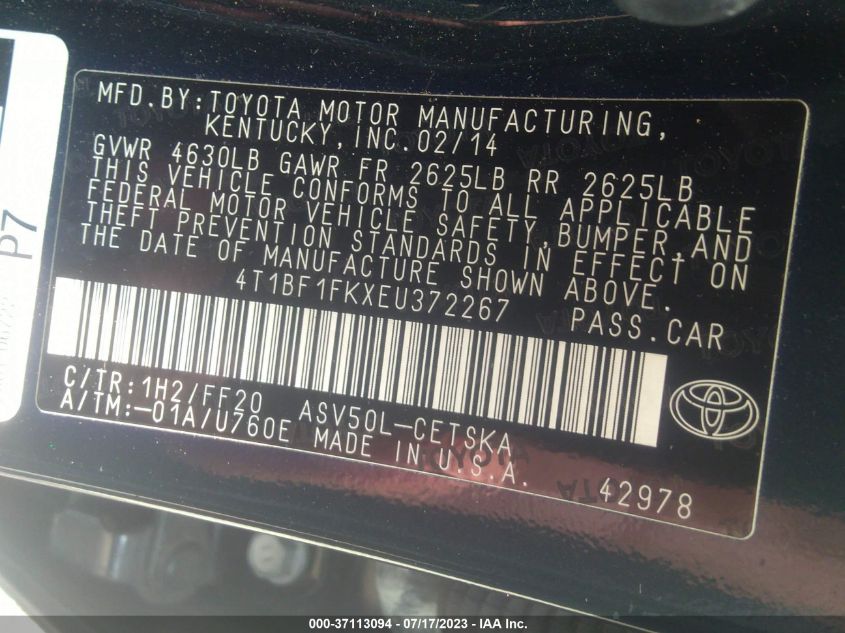 MFD.BY:TOYOTA MOTOR MANUFACTURING,
KENTUCKY,INC.02/14
GVWR 4630LB GAWR FR 2625LB RR 2625LB
THIS VEHICLE CONFORMS TO ALL APPLICABLE
FEDERAL MOTOR VEHICLE SAFETY,BUMPER,AND
THEFT PREVENTION STANDARDS IN EFFECT ON
THE DATE OF MANUFACTURE SHOWN ABOVE.
4T1BF1FKXEU372267
PASS.CAR
C/TR:1H2/FF20 ASV50L-CETSKA
A/TM:-01A/U760E MADE IN U.S.A.
42978
P7
000-37113094 - 07/17/2023 - IAA Inc.